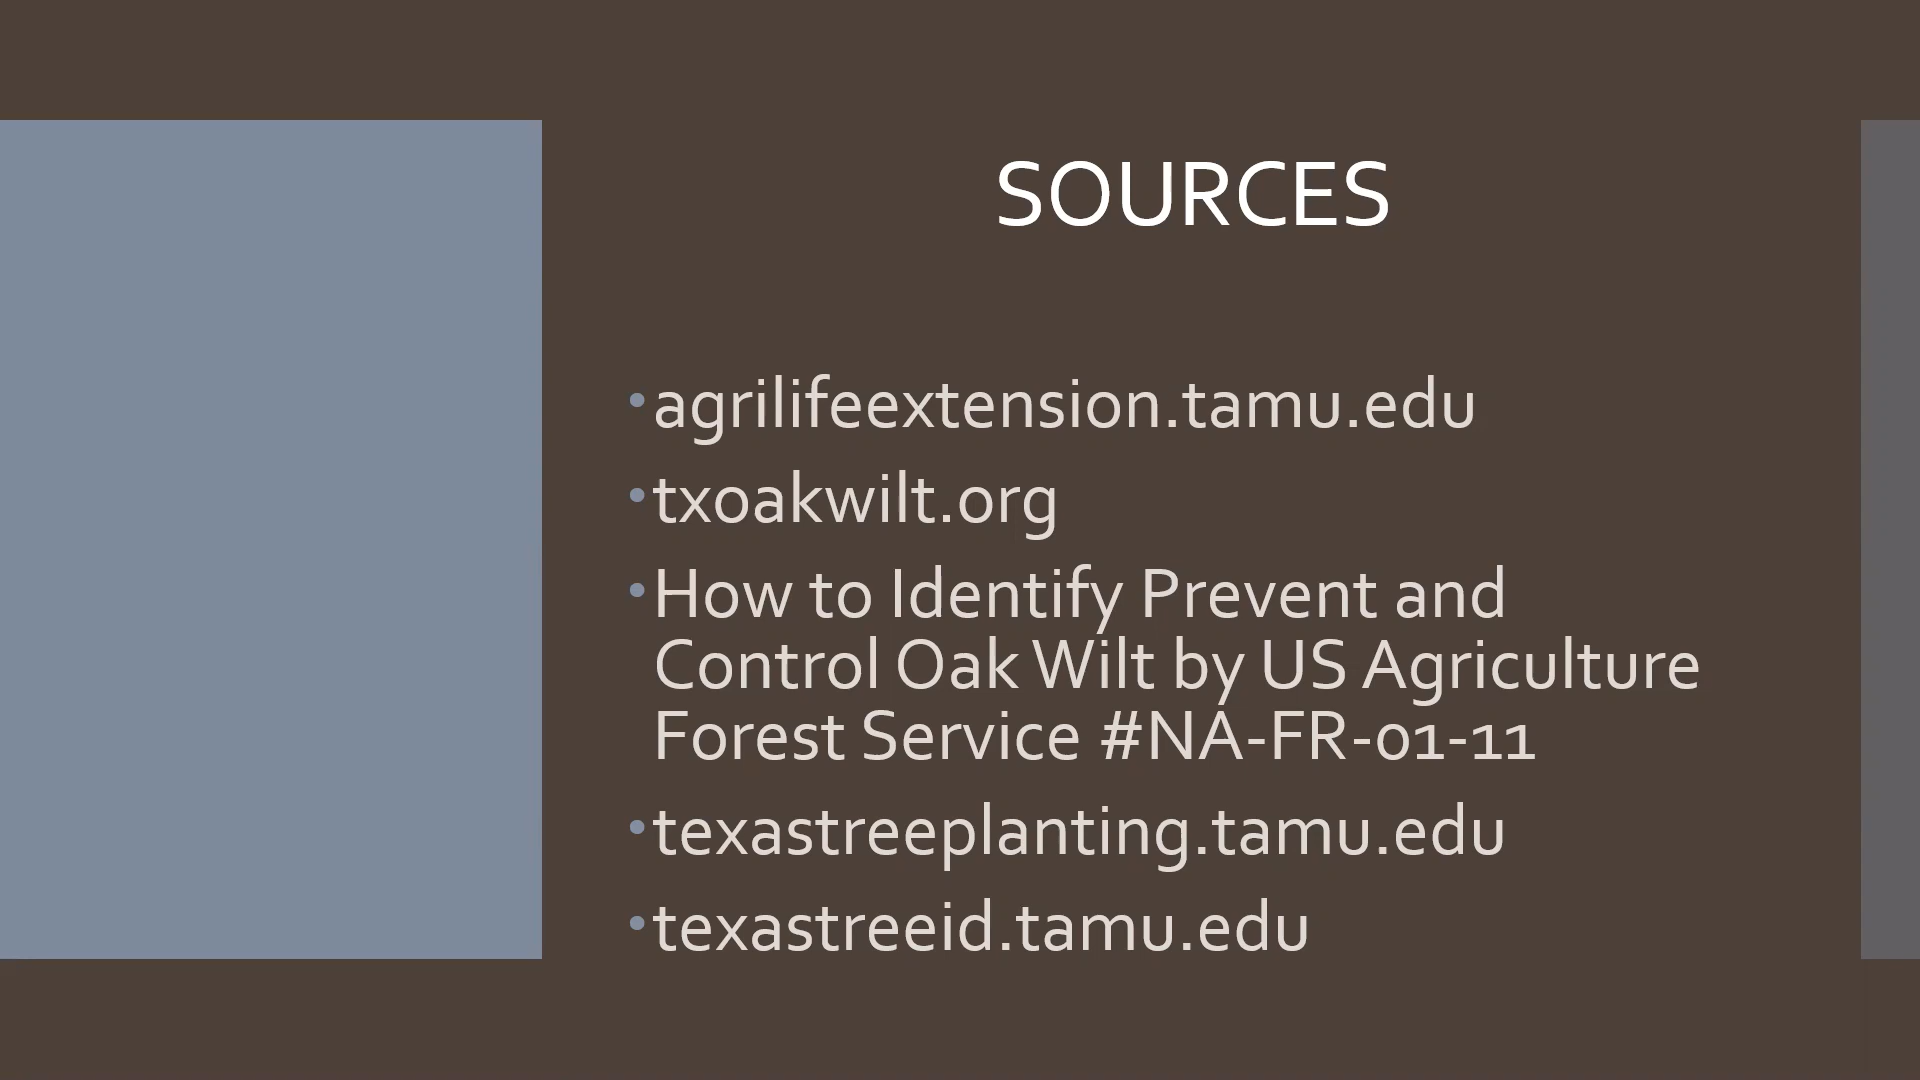 SOURCES
•agrilifeextension.tamu.edu
•txoakwilt.org
•How to Identify Prevent and
Control Oak Wilt by US Agriculture
Forest Service #NA-FR-01-11
•texastreeplanting.tamu.edu
•texastreeid.tamu.edu